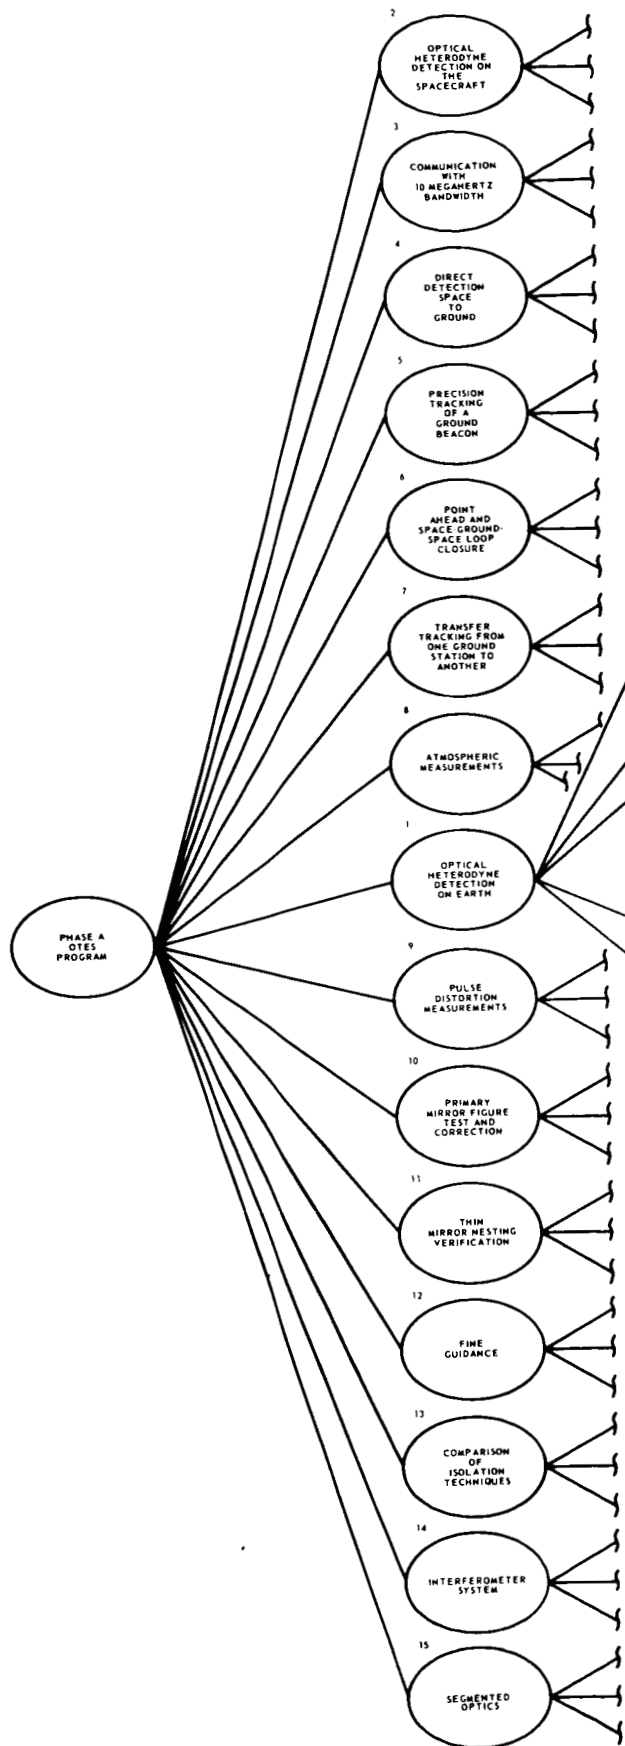 2
OPTICAL
HETERODYNE
DETECTION ON
THE
SPACECRAFT
3
COMMUNICATION
WITH
10 MEGAHERTZ
BANDWIDTH
4
DIRECT
DETECTION
SPACE
TO
GROUND
5
PRECISION
TRACKING
OF A
GROUND
BEACON
6
POINT
AHEAD AND
SPACE-GROUND-
SPACE LOOP
CLOSURE
7
TRANSFER
TRACKING FROM
ONE GROUND
STATION TO
ANOTHER
8
ATMOSPHERIC
MEASUREMENTS
1
OPTICAL
HETERODYNE
DETECTION
ON EARTH
PHASE A
OTES
PROGRAM
9
PULSE
DISTORTION
MEASUREMENTS
10
PRIMARY
MIRROR FIGURE
TEST AND
CORRECTION
11
THIN
MIRROR NESTING
VERIFICATION
12
FINE
GUIDANCE
13
COMPARISON
OF
ISOLATION
TECHNIQUES
14
INTERFEROMETER
SYSTEM
15
SEGMENTED
OPTICS